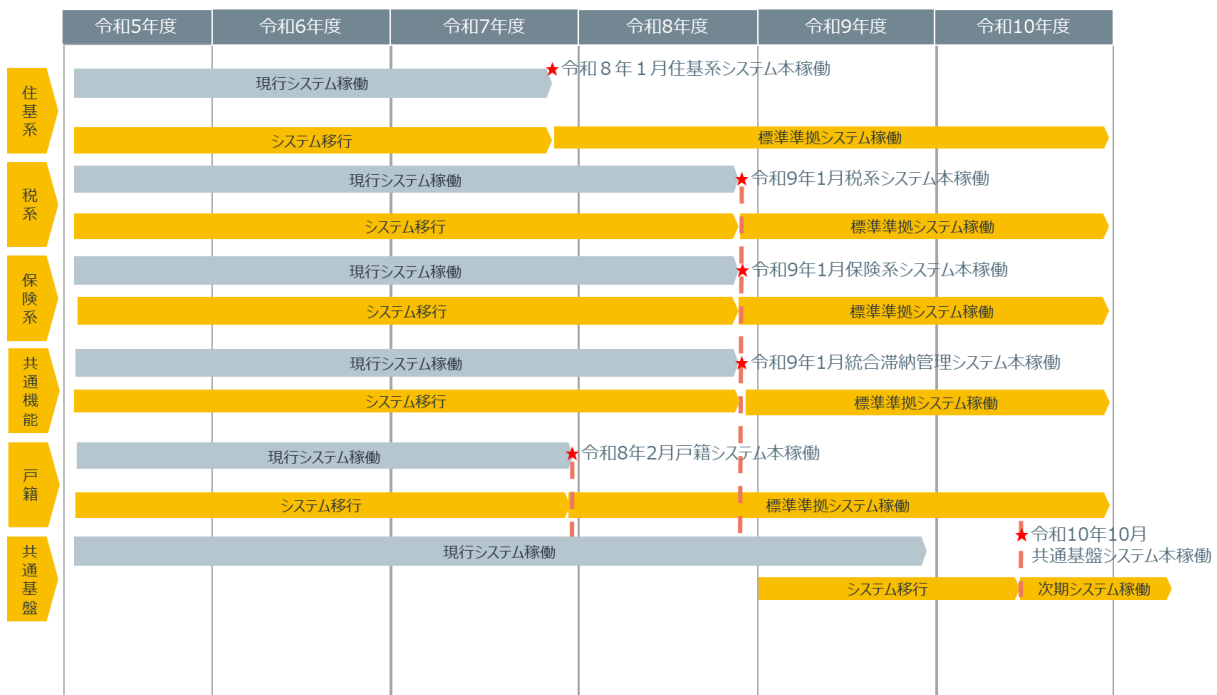 令和5年度
令和6年度
令和7年度
令和8年度
令和9年度
令和10年度
住基系
現行システム稼働
★令和８年１月住基系システム本稼働
システム移行
標準準拠システム稼働
税系
現行システム稼働
★令和9年1月税系システム本稼働
システム移行
標準準拠システム稼働
保険系
現行システム稼働
★令和9年1月保険系システム本稼働
システム移行
標準準拠システム稼働
共通機能
現行システム稼働
★令和9年1月統合滞納管理システム本稼働
システム移行
標準準拠システム稼働
戸籍
現行システム稼働
★令和8年2月戸籍システム本稼働
システム移行
標準準拠システム稼働
共通基盤
現行システム稼働
★令和10年10月
共通基盤システム本稼働
システム移行
次期システム稼働